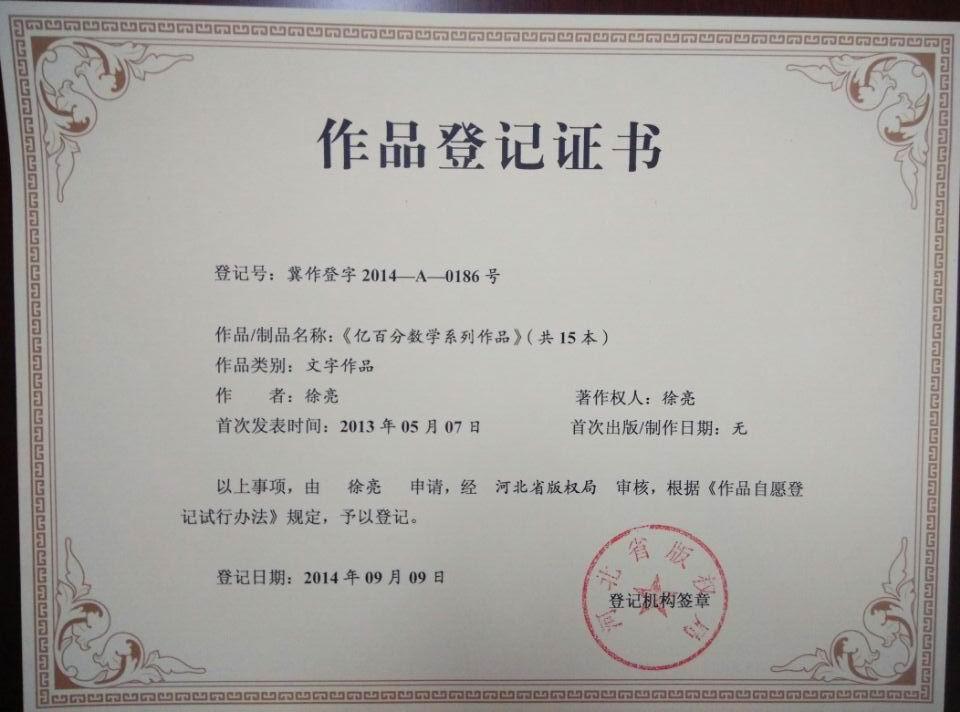 作品登记证书
登记号：冀作登字 2014—A—0186 号
作品/制品名称：《亿百分数学系列作品》（共 15 本）
作品类别：文字作品
作　者：徐亮　著作权人：徐亮
首次发表时间：2013 年 05 月 07 日　首次出版/制作日期：无
以上事项，由　徐亮　申请，经　河北省版权局　审核，根据《作品自愿登
记试行办法》规定，予以登记。
登记日期：2014 年 09 月 09 日
河北省版权局
登记机构签章